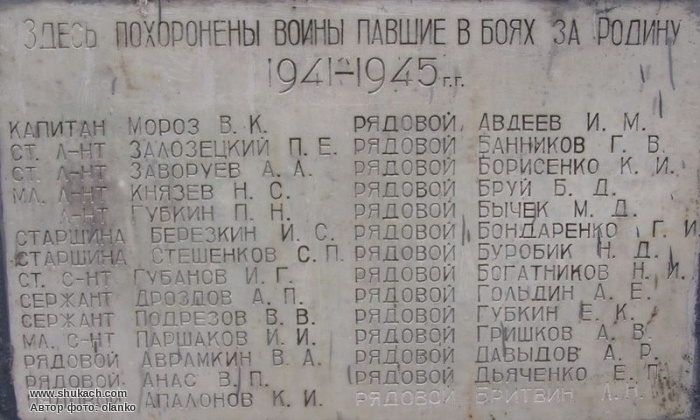 ЗДЕСЬ ПОХОРОНЕНЫ ВОИНЫ ПАВШИЕ В БОЯХ ЗА РОДИНУ
1941-1945г.г.
КАПИТАН МОРОЗ В. К.
СТ. Л-НТ ЗАЛОЗЕЦКИЙ П. Е.
СТ. Л-НТ ЗАВОРУЕВ А. А.
МЛ. Л-НТ КНЯЗЕВ Н. С.
Л-НТ ГУБКИН П. Н.
СТАРШИНА БЕРЕЗКИН И. С.
СТАРШИНА СТЕШЕНКОВ С. П.
СТ. С-НТ ГУБАНОВ И. Г.
СЕРЖАНТ ДРОЗДОВ А. П.
СЕРЖАНТ ПОДРЕЗОВ В. В.
МЛ. С-НТ ПАРШАКОВ И. И.
РЯДОВОЙ АВРАМКИН В. А.
РЯДОВОЙ АНАС В. П.
АПАЛОНОВ К. И.
РЯДОВОЙ АВДЕЕВ И. М.
РЯДОВОЙ БАННИКОВ Г. В.
РЯДОВОЙ БОРИСЕНКО К. И.
РЯДОВОЙ БРУЙ Б. Д.
РЯДОВОЙ БЫЧЕК М. Д.
РЯДОВОЙ БОНДАРЕНКО Г. И.
РЯДОВОЙ БУРОБИК Н. Д.
РЯДОВОЙ БОГАТНИКОВ Н. И.
РЯДОВОЙ ГОЛЬДИН А. Е.
РЯДОВОЙ ГУБКИН Е. К.
РЯДОВОЙ ГРИШКОВ А. В.
РЯДОВОЙ ДАВЫДОВ А. Р.
РЯДОВОЙ ДЬЯЧЕНКО Е. П.
РЯДОВОЙ БРИТВИН
www.shukach.com
Автор фото: olanko